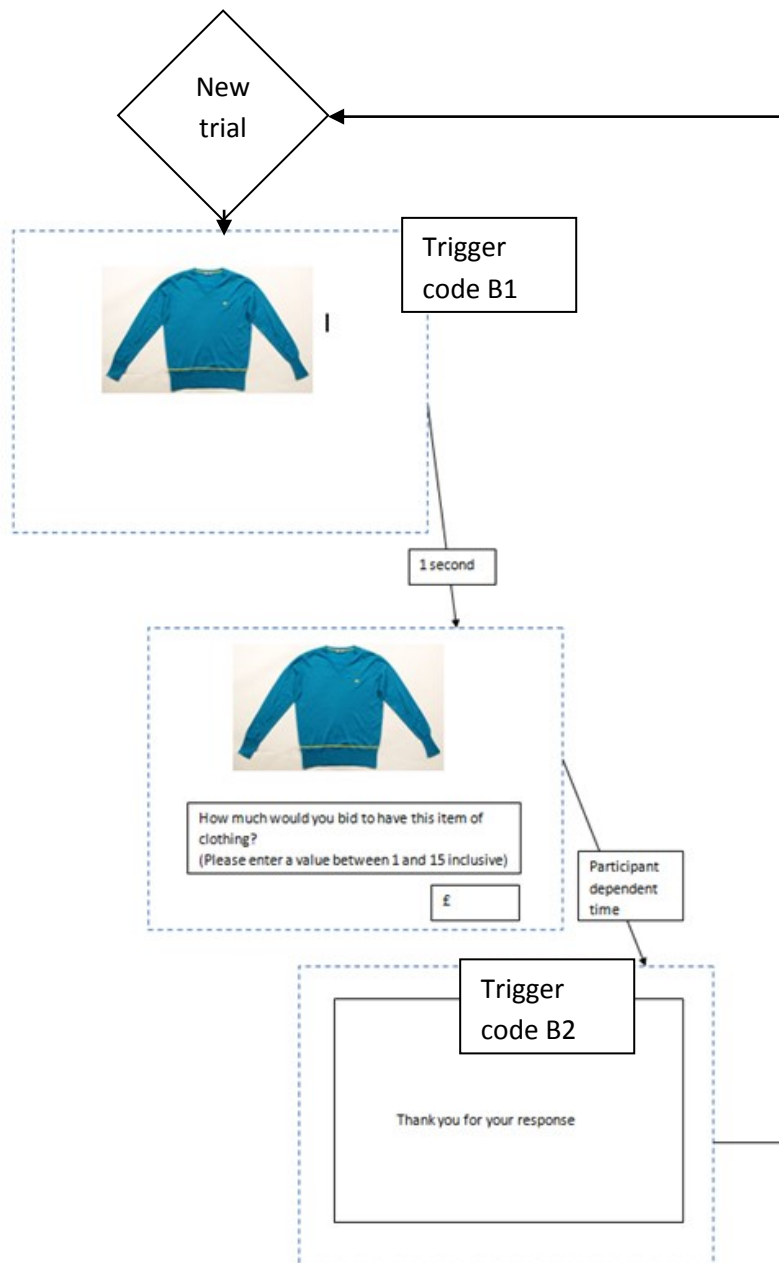 New
trial
Trigger
code B1
I
1 second
How much would you bid to have this item of
clothing?
(Please enter a value between 1 and 15 inclusive)
£
Participant
dependent
time
Trigger
code B2
Thank you for your response